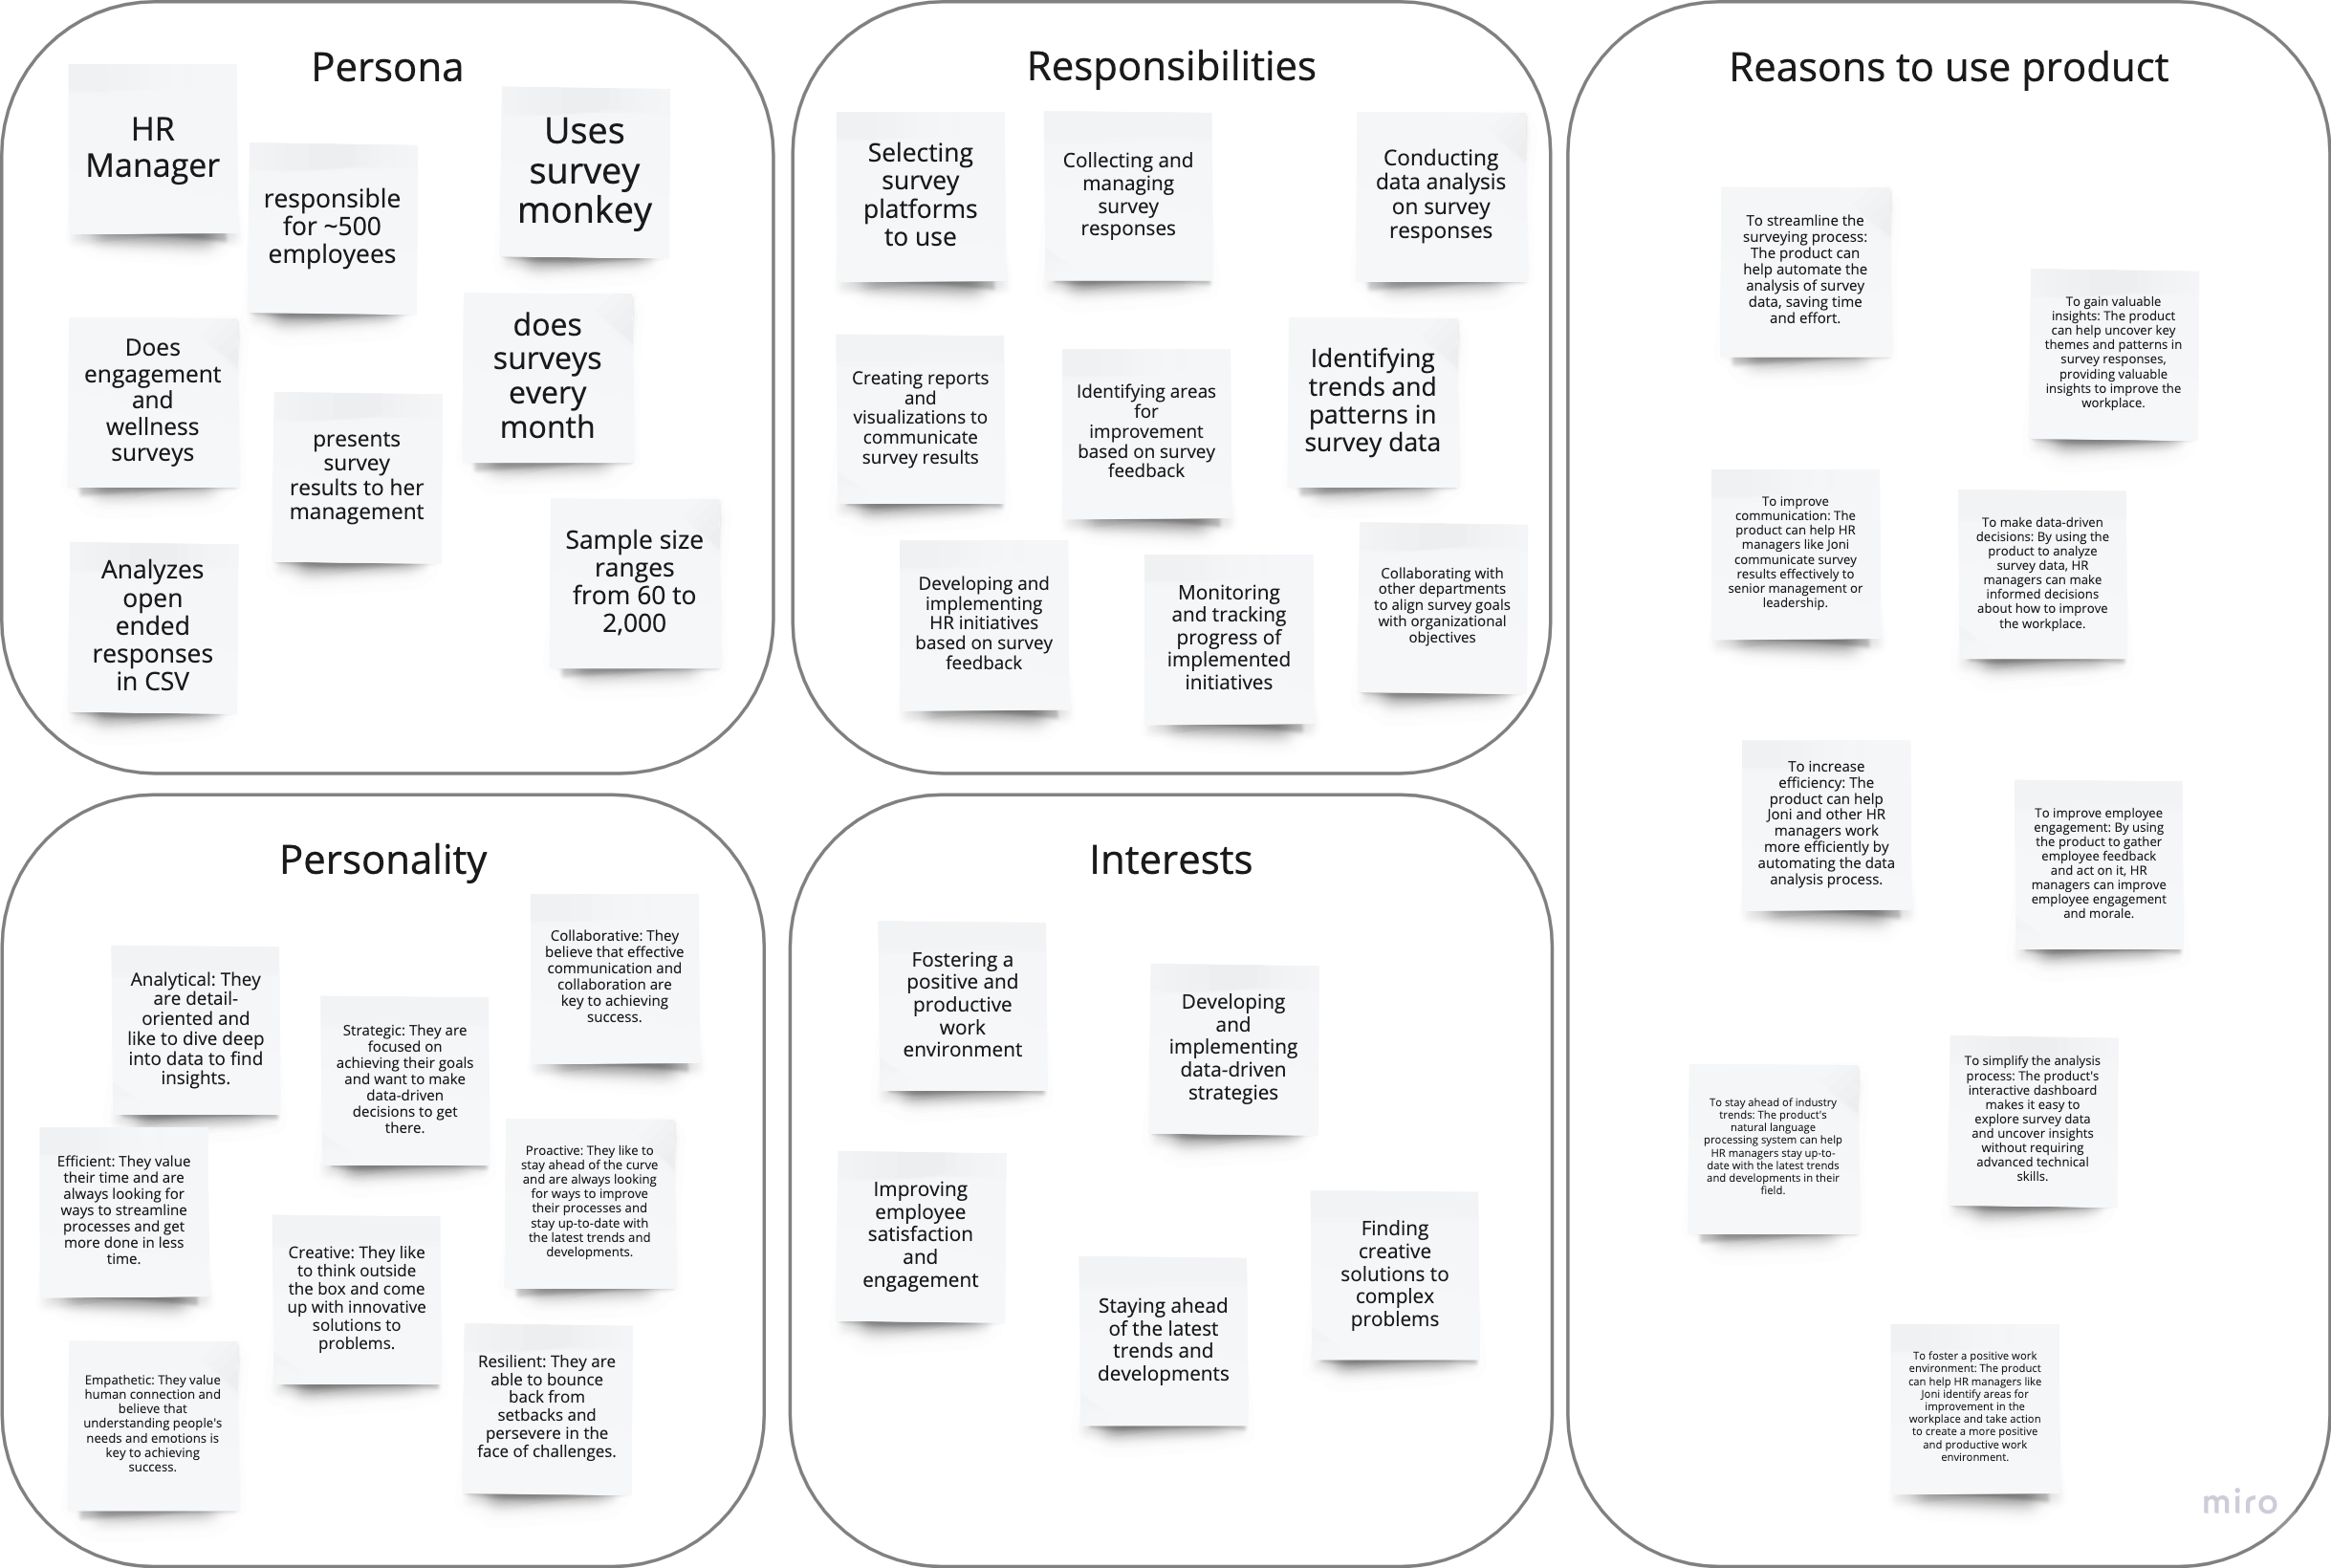 Persona
HR
Manager
responsible
for ~500
employees
Uses
survey
monkey
Does
engagement
and
wellness
surveys
presents
survey
results to her
management
does
surveys
every
month
Analyzes
open
ended
responses
in CSV
Sample size
ranges
from 60 to
2,000
Responsibilities
Selecting
survey
platforms
to use
Collecting and
managing
survey
responses
Conducting
data analysis
on survey
responses
Creating reports
and
visualizations to
communicate
survey results
Identifying areas
for
improvement
based on survey
feedback
Identifying
trends and
patterns in
survey data
Developing and
implementing
HR initiatives
based on survey
feedback
Monitoring
and tracking
progress of
implemented
initiatives
Collaborating with
other departments
to align survey goals
with organizational
objectives
Reasons to use product
To streamline the
surveying process:
The product can
help automate the
analysis of survey
data, saving time
and effort.
To gain valuable
insights: The product
can help uncover key
themes and patterns in
survey responses,
providing valuable
insights to improve the
workplace.
To improve
communication: The
product can help HR
managers like Joni
communicate survey
results effectively to
senior management or
leadership.
To make data-driven
decisions: By using the
product to analyze
survey data, HR
managers can make
informed decisions
about how to improve
the workplace.
To increase
efficiency: The
product can help
Joni and other HR
managers work
more efficiently by
automating the data
analysis process.
To improve employee
engagement: By using
the product to gather
employee feedback
and act on it, HR
managers can improve
employee engagement
and morale.
To stay ahead of industry
trends: The product's
natural language
processing system can help
HR managers stay up-to-
date with the latest trends
and developments in their
field.
To simplify the analysis
process: The product's
interactive dashboard
makes it easy to
explore survey data
and uncover insights
without requiring
advanced technical
skills.
To foster a positive work
environment: The product
can help HR managers like
Joni identify areas for
improvement in the
workplace and take action
to create a more positive
and productive work
environment.
Personality
Analytical: They
are detail-
oriented and
like to dive deep
into data to find
insights.
Strategic: They are
focused on
achieving their goals
and want to make
data-driven
decisions to get
there.
Collaborative: They
believe that effective
communication and
collaboration are
key to achieving
success.
Efficient: They value
their time and are
always looking for
ways to streamline
processes and get
more done in less
time.
Creative: They like
to think outside
the box and come
up with innovative
solutions to
problems.
Proactive: They like to
stay ahead of the curve
and are always looking
for ways to improve
their processes and
stay up-to-date with
the latest trends and
developments.
Empathetic: They value
human connection and
believe that
understanding people's
needs and emotions is
key to achieving
success.
Resilient: They are
able to bounce
back from
setbacks and
persevere in the
face of challenges.
Interests
Fostering a
positive and
productive
work
environment
Developing
and
implementing
data-driven
strategies
Improving
employee
satisfaction
and
engagement
Staying ahead
of the latest
trends and
developments
Finding
creative
solutions to
complex
problems
miro